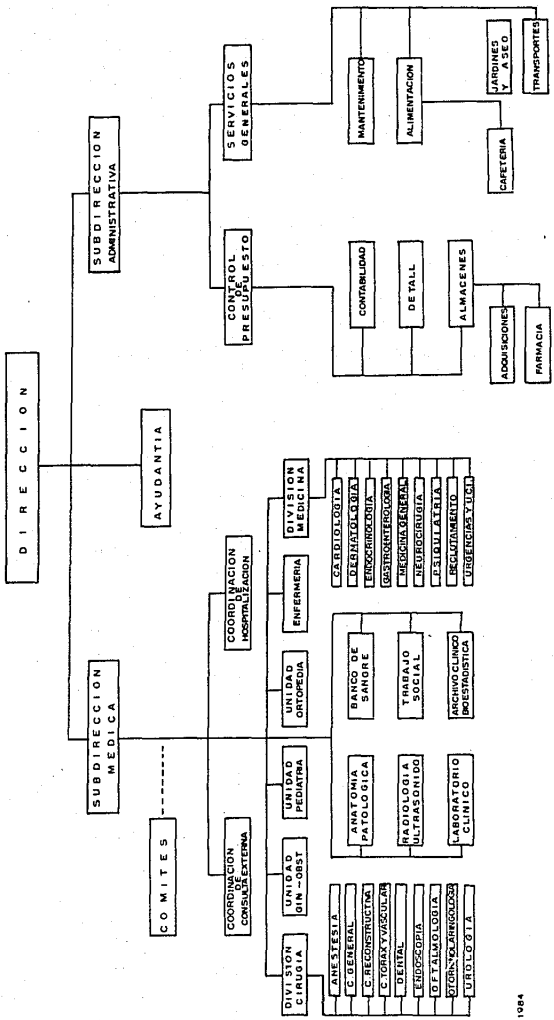 DIRECCION
SUBDIRECCION
MEDICA
AYUDANTIA
SUBDIRECCION
ADMINISTRATIVA
COMITES
COORDINACION
DE
CONSULTA EXTERNA
COORDINACION
DE
HOSPITALIZACION
CONTROL
DE
PRESUPUESTO
SERVICIOS
GENERALES
DIVISION
CIRUGIA
UNIDAD
GIN-OBST
UNIDAD
PEDIATRIA
UNIDAD
ORTOPEDIA
ENFERMERIA
DIVISION
MEDICINA
ANESTESIA
C. GENERAL
C. RECONSTRUCTIVA
C. TORAX Y VASCULAR
DENTAL
ENDOSCOPIA
OFTALMOLOGIA
OTORRINOLARINGOLOGIA
UROLOGIA
ANATOMIA
PATOLOGICA
RADIOLOGIA
ULTRASONIDO
LABORATORIO
CLINICO
BANCO DE
SANGRE
TRABAJO
SOCIAL
ARCHIVO CLINICO
BIOESTADISTICA
CARDIOLOGIA
DERMATOLOGIA
ENDOCRINOLOGIA
GASTROENTEROLOGIA
MEDICINA GENERAL
NEUROCIRUGIA
PSIQUIATRIA
RECLUTAMIENTO
URGENCIAS Y U.C.I.
CONTABILIDAD
DETALL
ALMACENES
ADQUISICIONES
FARMACIA
MANTENIMIENTO
ALIMENTACION
CAFETERIA
JARDINES
Y ASEO
TRANSPORTES
1984